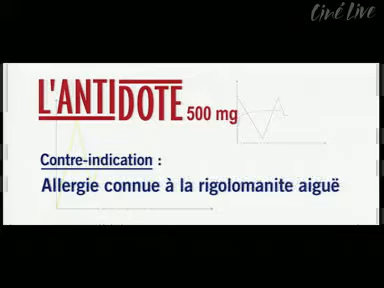 Ciné Live
L'ANTIDOTE 500 mg
Contre-indication :
Allergie connue à la rigolomanite aiguë